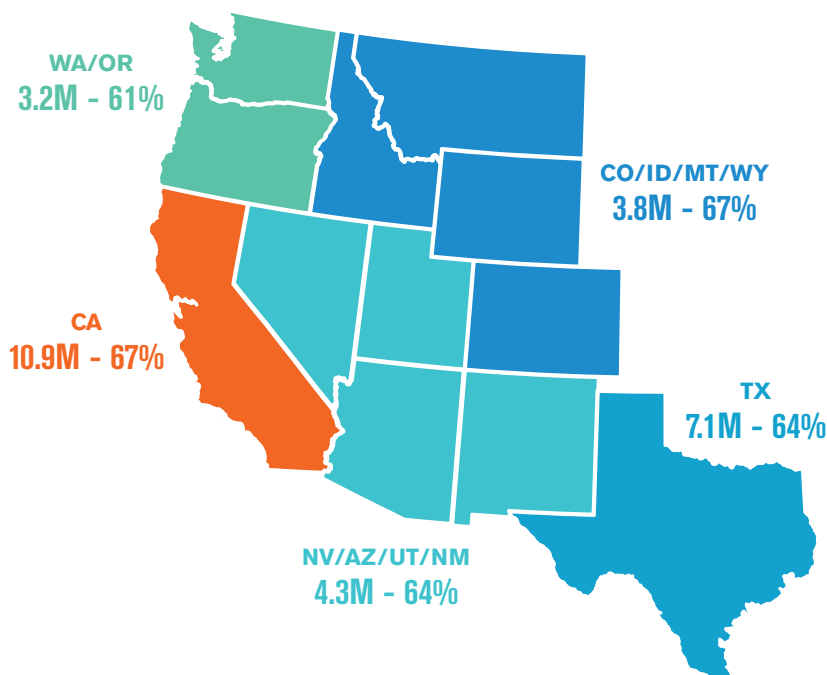 WA/OR
3.2M - 61%
CO/ID/MT/WY
3.8M - 67%
CA
10.9M - 67%
TX
7.1M - 64%
NV/AZ/UT/NM
4.3M - 64%